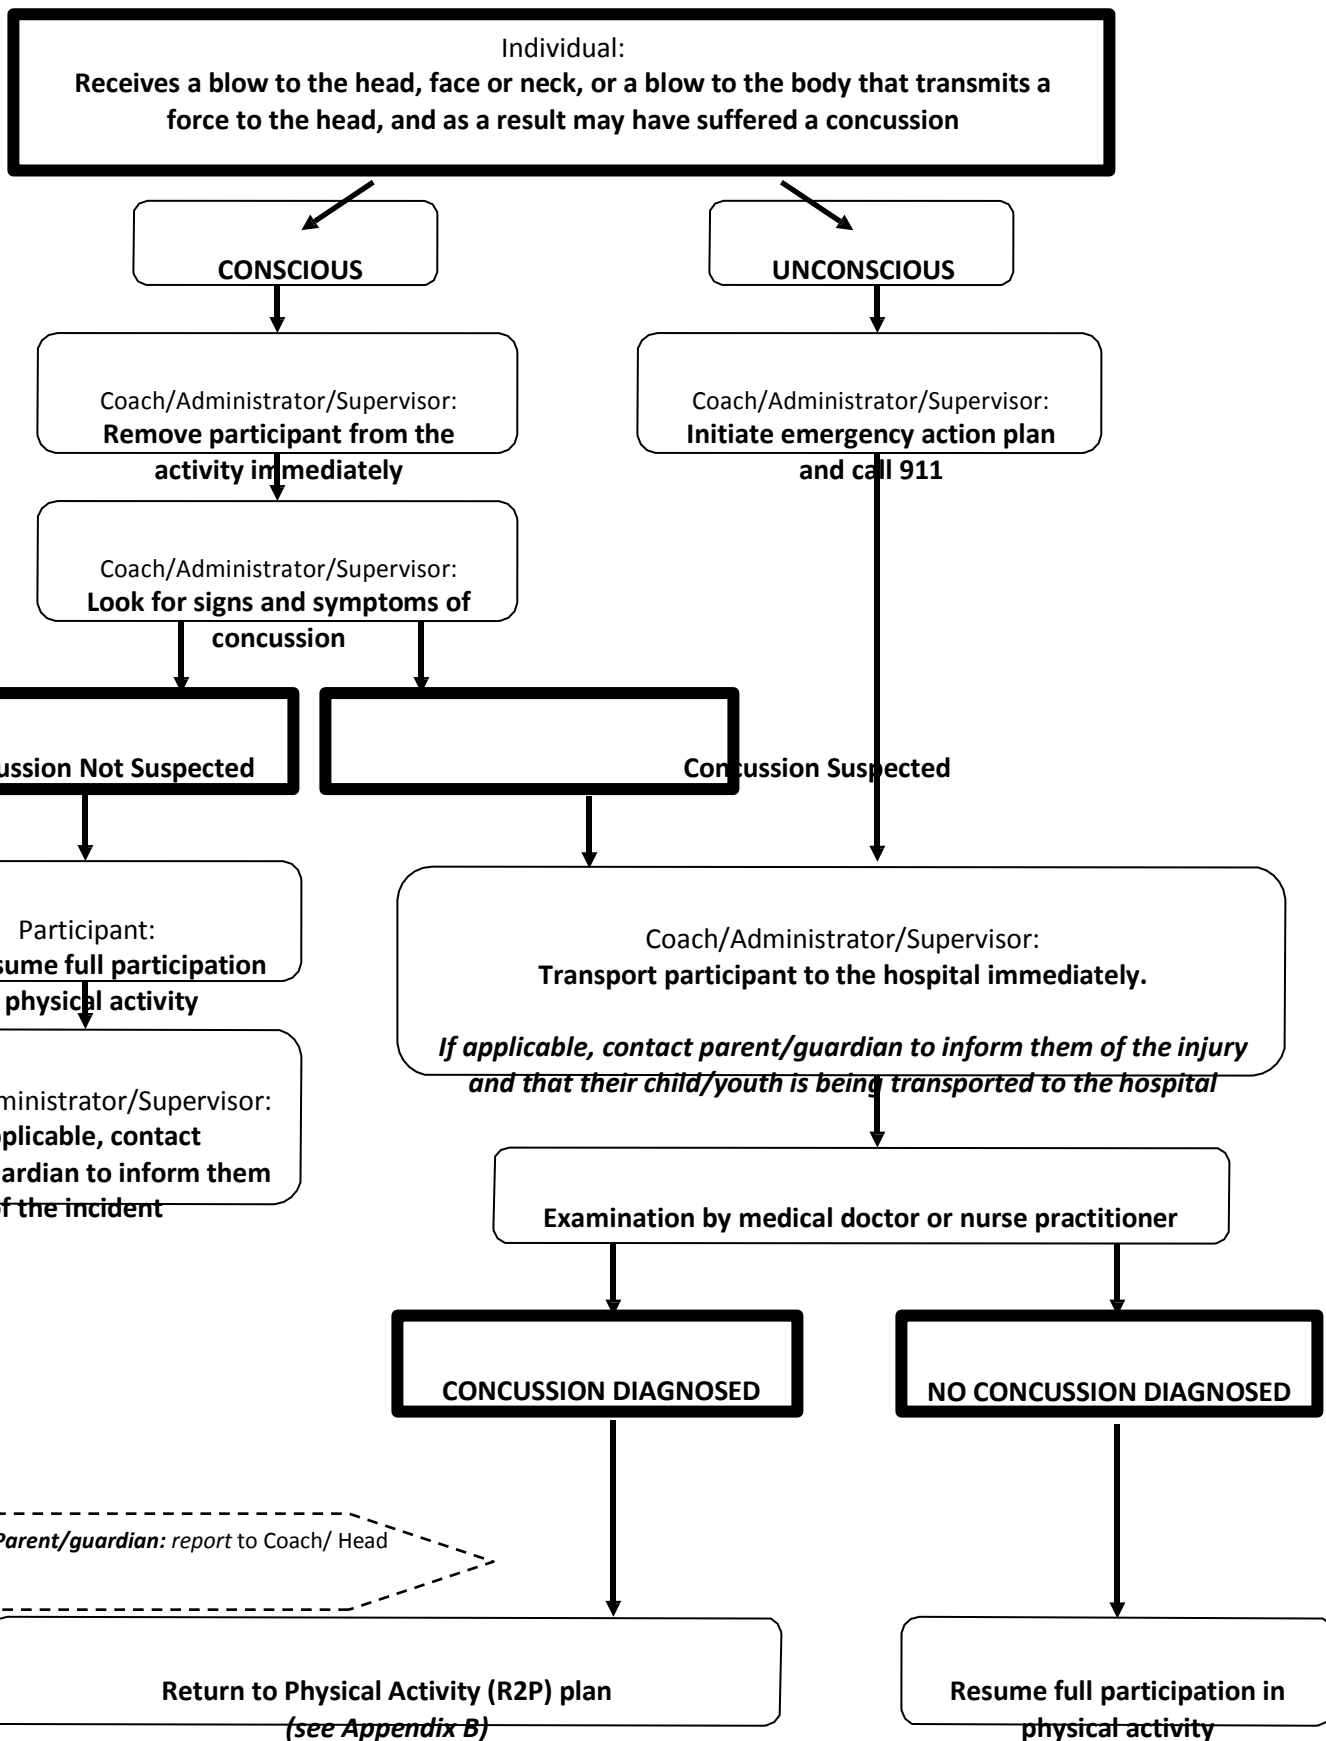 Individual:
Receives a blow to the head, face or neck, or a blow to the body that transmits a
force to the head, and as a result may have suffered a concussion
CONSCIOUS
UNCONSCIOUS
Coach/Administrator/Supervisor:
Remove participant from the
activity immediately
Coach/Administrator/Supervisor:
Initiate emergency action plan
and call 911
Coach/Administrator/Supervisor:
Look for signs and symptoms of
concussion
ussion Not Suspected
Concussion Suspected
Participant:
sume full participation
physical activity
ministrator/Supervisor:
plicable, contact
ardian to inform them
of the incident
Coach/Administrator/Supervisor:
Transport participant to the hospital immediately.
If applicable, contact parent/guardian to inform them of the injury
and that their child/youth is being transported to the hospital
Examination by medical doctor or nurse practitioner
CONCUSSION DIAGNOSED
NO CONCUSSION DIAGNOSED
Parent/guardian: report to Coach/ Head
Return to Physical Activity (R2P) plan
(see Appendix B)
Resume full participation in
physical activity